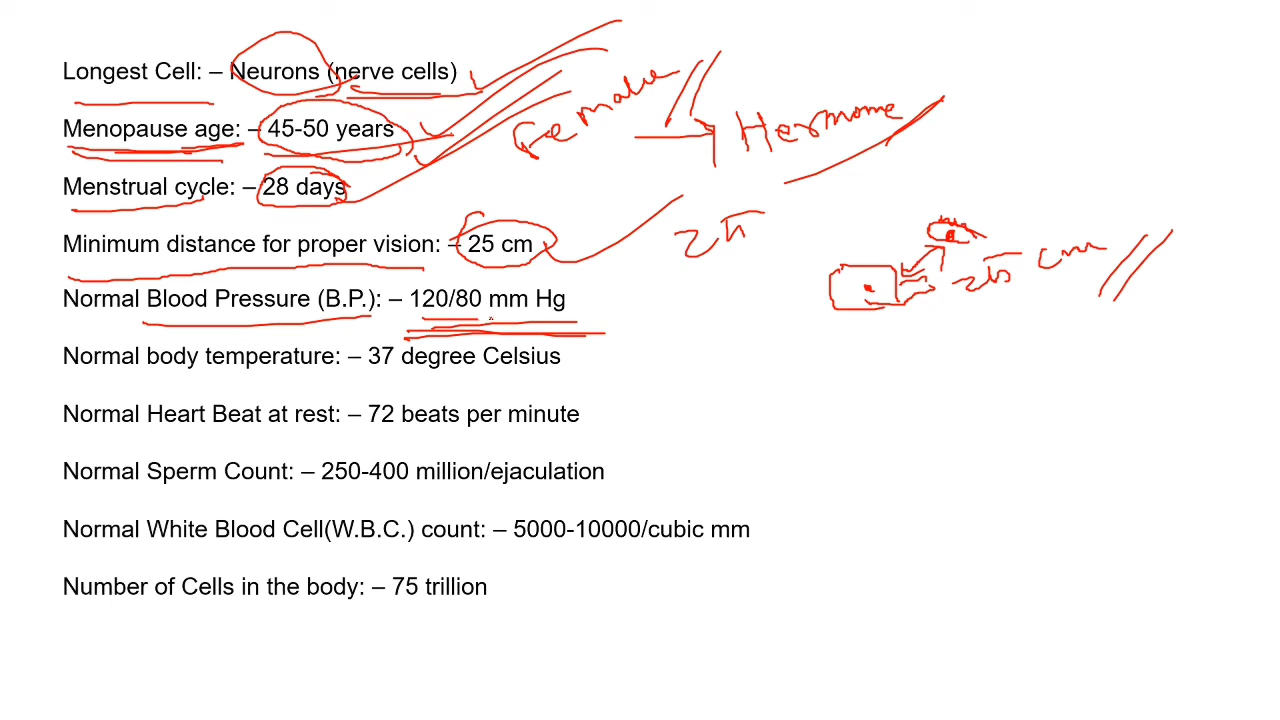 Longest Cell: – Neurons (nerve cells)
Menopause age: – 45-50 years
Menstrual cycle: – 28 days
Minimum distance for proper vision: – 25 cm
Normal Blood Pressure (B.P.): – 120/80 mm Hg
Normal body temperature: – 37 degree Celsius
Normal Heart Beat at rest: – 72 beats per minute
Normal Sperm Count: – 250-400 million/ejaculation
Normal White Blood Cell(W.B.C.) count: – 5000-10000/cubic mm
Number of Cells in the body: – 75 trillion
Female
Hermone
25
25 cm